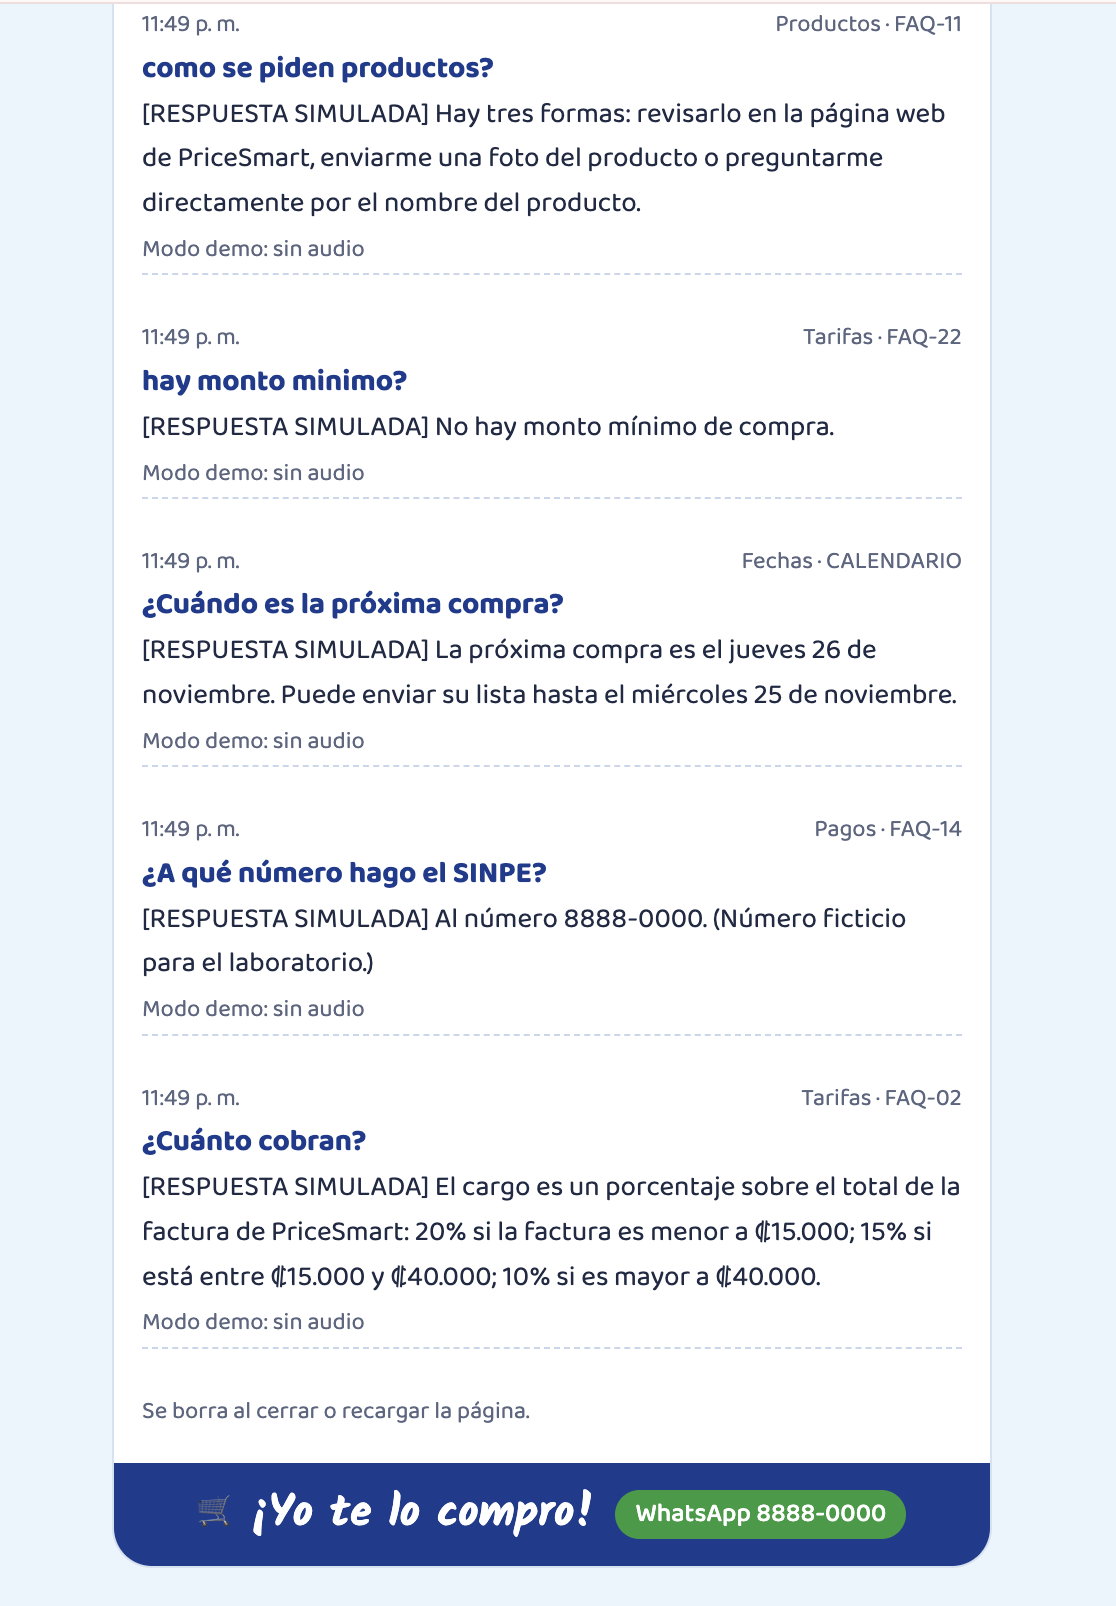 11:49 p. m. Productos · FAQ-11
como se piden productos?
[RESPUESTA SIMULADA] Hay tres formas: revisarlo en la página web
de PriceSmart, enviarme una foto del producto o preguntarme
directamente por el nombre del producto.
Modo demo: sin audio
11:49 p. m. Tarifas · FAQ-22
hay monto minimo?
[RESPUESTA SIMULADA] No hay monto mínimo de compra.
Modo demo: sin audio
11:49 p. m. Fechas · CALENDARIO
¿Cuándo es la próxima compra?
[RESPUESTA SIMULADA] La próxima compra es el jueves 26 de
noviembre. Puede enviar su lista hasta el miércoles 25 de noviembre.
Modo demo: sin audio
11:49 p. m. Pagos · FAQ-14
¿A qué número hago el SINPE?
[RESPUESTA SIMULADA] Al número 8888-0000. (Número ficticio
para el laboratorio.)
Modo demo: sin audio
11:49 p. m. Tarifas · FAQ-02
¿Cuánto cobran?
[RESPUESTA SIMULADA] El cargo es un porcentaje sobre el total de la
factura de PriceSmart: 20% si la factura es menor a ₡15.000; 15% si
está entre ₡15.000 y ₡40.000; 10% si es mayor a ₡40.000.
Modo demo: sin audio
Se borra al cerrar o recargar la página.
¡Yo te lo compro! WhatsApp 8888-0000